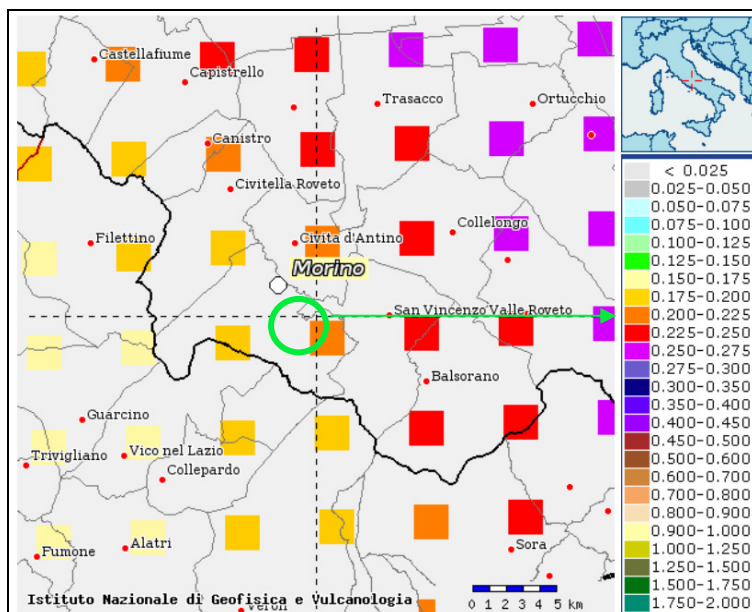 Castellafiume
Capistrello
Trasacco
Ortucchio
Canistro
Civitella Roveto
Collelongo
Filettino
Civita d'Antino
Morino
San Vincenzo Valle Roveto
Balsorano
Guarcino
Vico nel Lazio
Trivigliano
Collepardo
Fumone
Alatri
Sora
Veroli
Istituto Nazionale di Geofisica e Vulcanologia
0 1 2 3 4 5 km
< 0.025
0.025-0.050
0.050-0.075
0.075-0.100
0.100-0.125
0.125-0.150
0.150-0.175
0.175-0.200
0.200-0.225
0.225-0.250
0.250-0.275
0.275-0.300
0.300-0.350
0.350-0.400
0.400-0.450
0.450-0.500
0.500-0.600
0.600-0.700
0.700-0.800
0.800-0.900
0.900-1.000
1.000-1.250
1.250-1.500
1.500-1.750
1.750-2.000